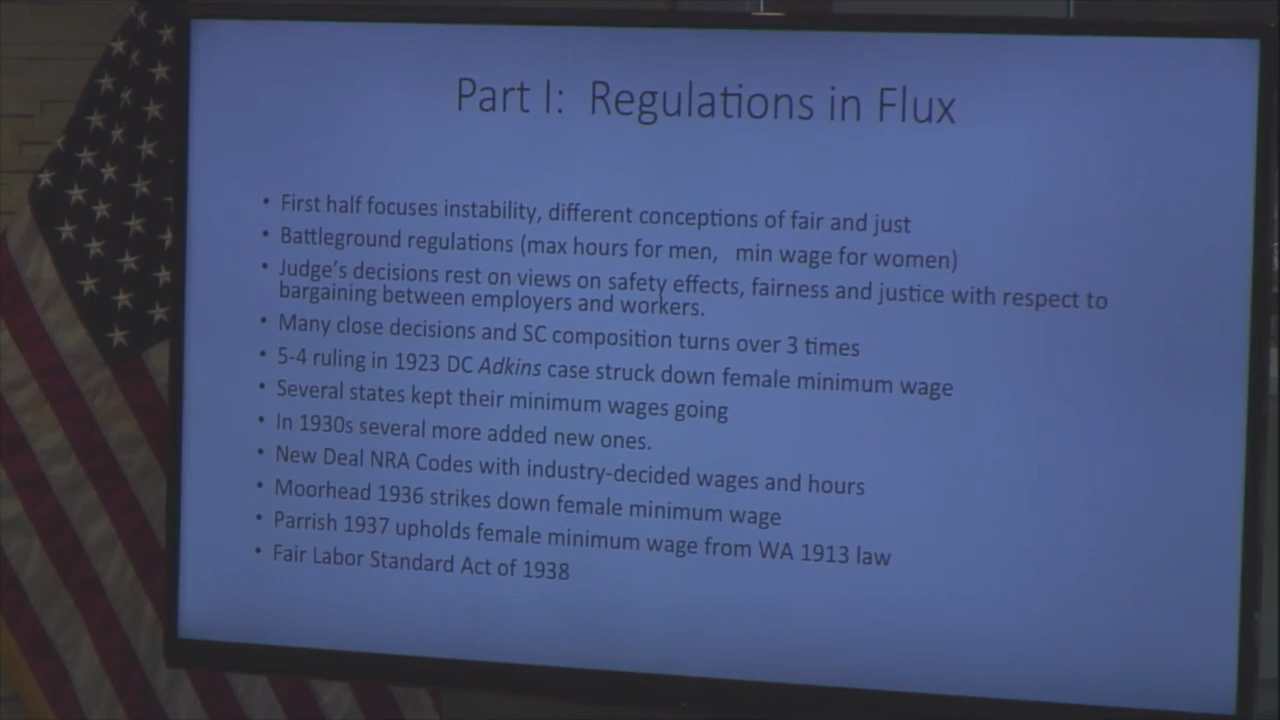 Part I: Regulations in Flux
• First half focuses instability, different conceptions of fair and just
• Battleground regulations (max hours for men, min wage for women)
• Judge's decisions rest on views on safety effects, fairness and justice with respect to
bargaining between employers and workers.
• Many close decisions and SC composition turns over 3 times
• 5-4 ruling in 1923 DC Adkins case struck down female minimum wage
• Several states kept their minimum wages going
• In 1930s several more added new ones.
• New Deal NRA Codes with industry-decided wages and hours
• Moorhead 1936 strikes down female minimum wage
• Parrish 1937 upholds female minimum wage from WA 1913 law
• Fair Labor Standard Act of 1938